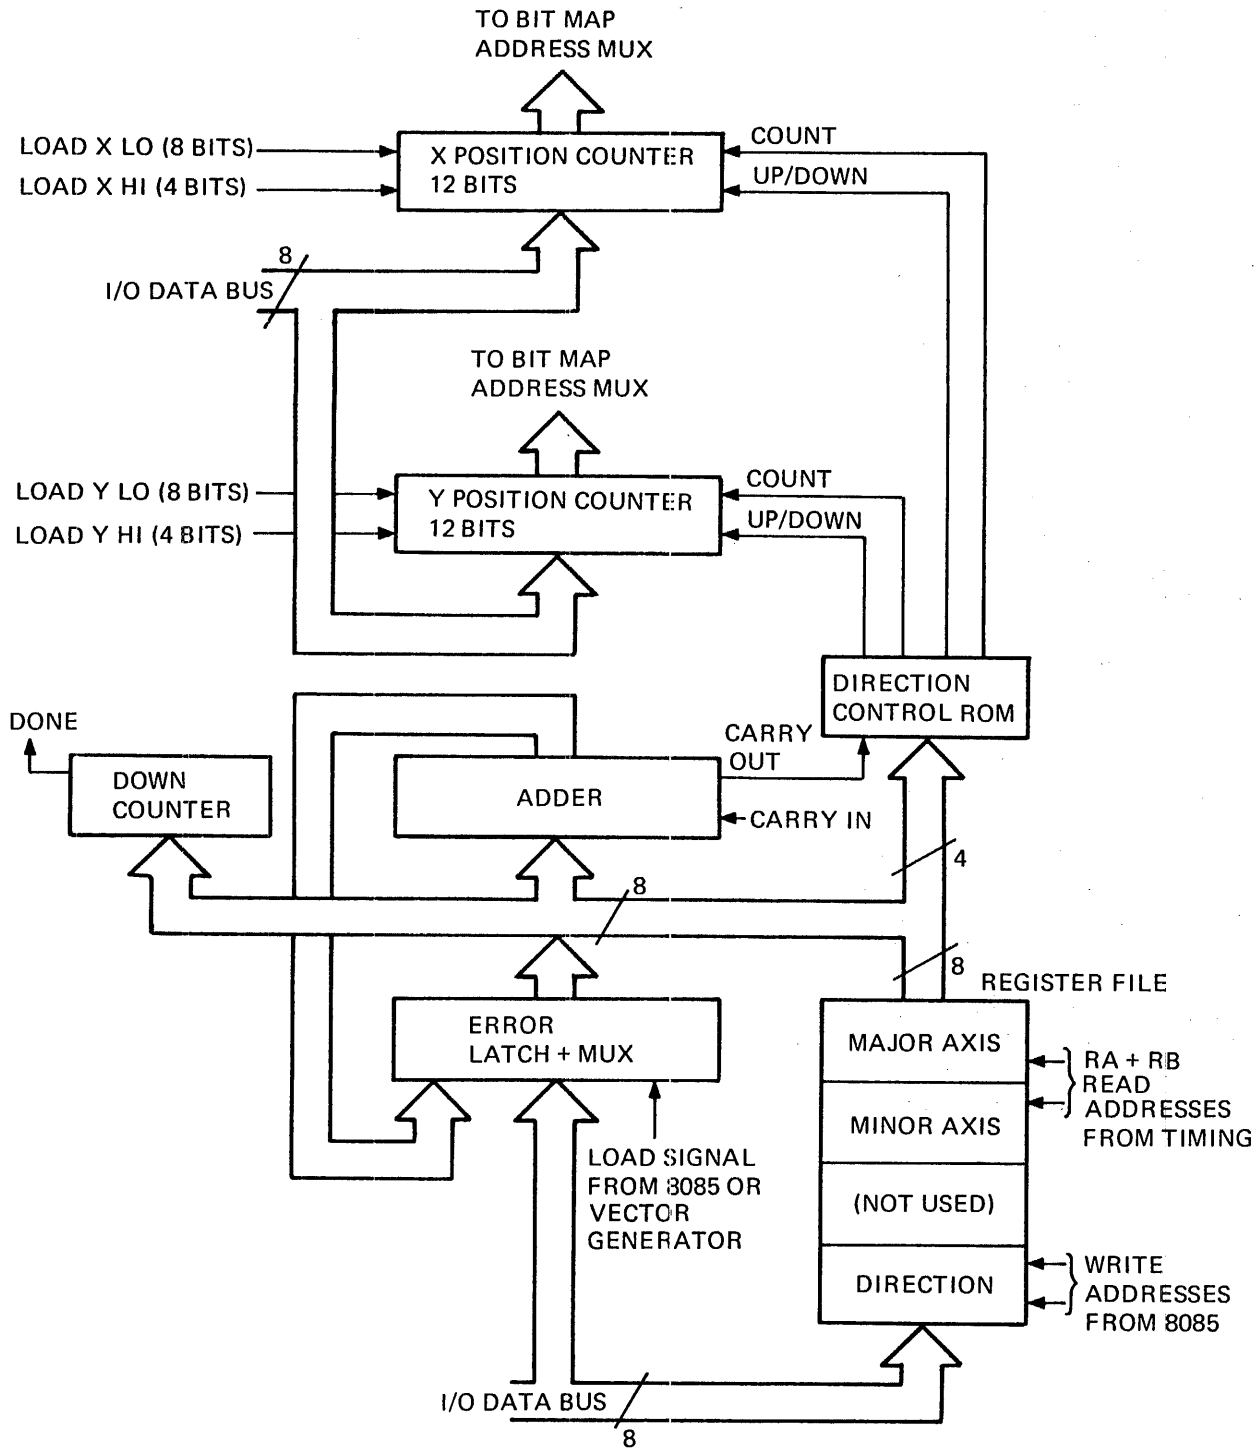 TO BIT MAP
ADDRESS MUX
LOAD X LO (8 BITS)
LOAD X HI (4 BITS)
X POSITION COUNTER
12 BITS
COUNT
UP/DOWN
8
I/O DATA BUS
TO BIT MAP
ADDRESS MUX
LOAD Y LO (8 BITS)
LOAD Y HI (4 BITS)
Y POSITION COUNTER
12 BITS
COUNT
UP/DOWN
DIRECTION
CONTROL ROM
DONE
DOWN
COUNTER
ADDER
CARRY
OUT
CARRY IN
4
8
8
REGISTER FILE
ERROR
LATCH + MUX
MAJOR AXIS
MINOR AXIS
(NOT USED)
DIRECTION
RA + RB
READ
ADDRESSES
FROM TIMING
LOAD SIGNAL
FROM 8085 OR
VECTOR
GENERATOR
WRITE
ADDRESSES
FROM 8085
I/O DATA BUS
8